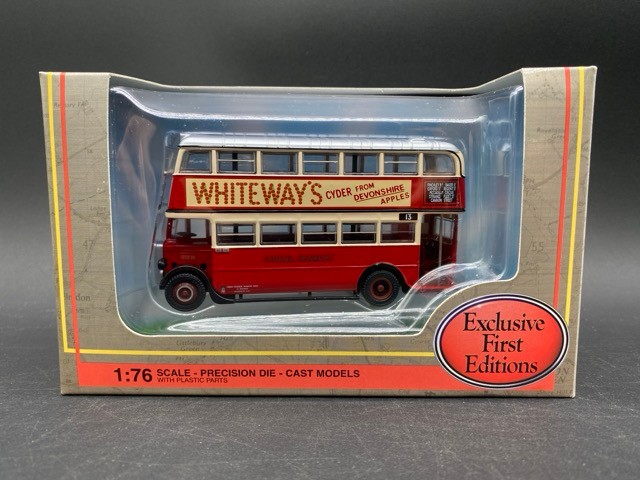 WHITEWAY'S
CYDER FROM
DEVONSHIRE
APPLES
13
Exclusive
First
Editions
1:76 SCALE - PRECISION DIE - CAST MODELS
WITH PLASTIC PARTS